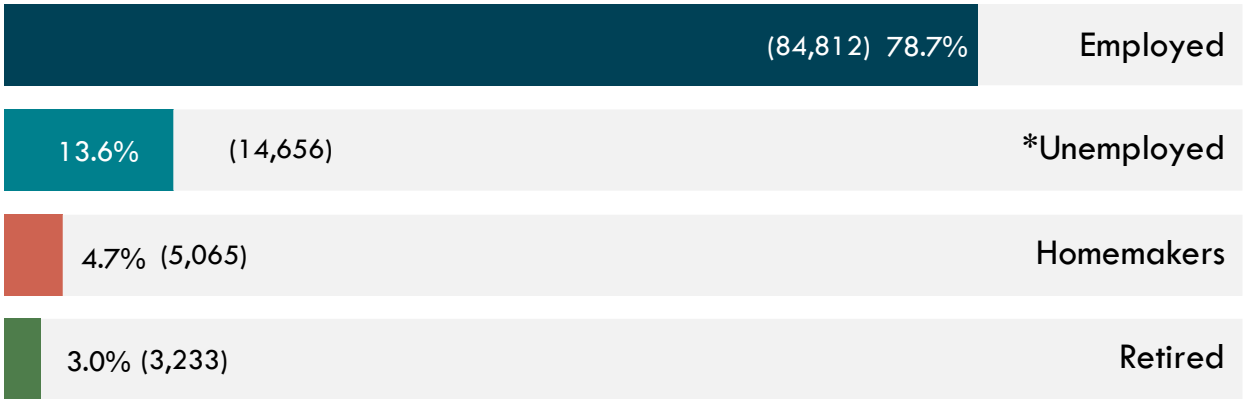 (84,812) 78.7% Employed
13.6% (14,656) *Unemployed
4.7% (5,065) Homemakers
3.0% (3,233) Retired